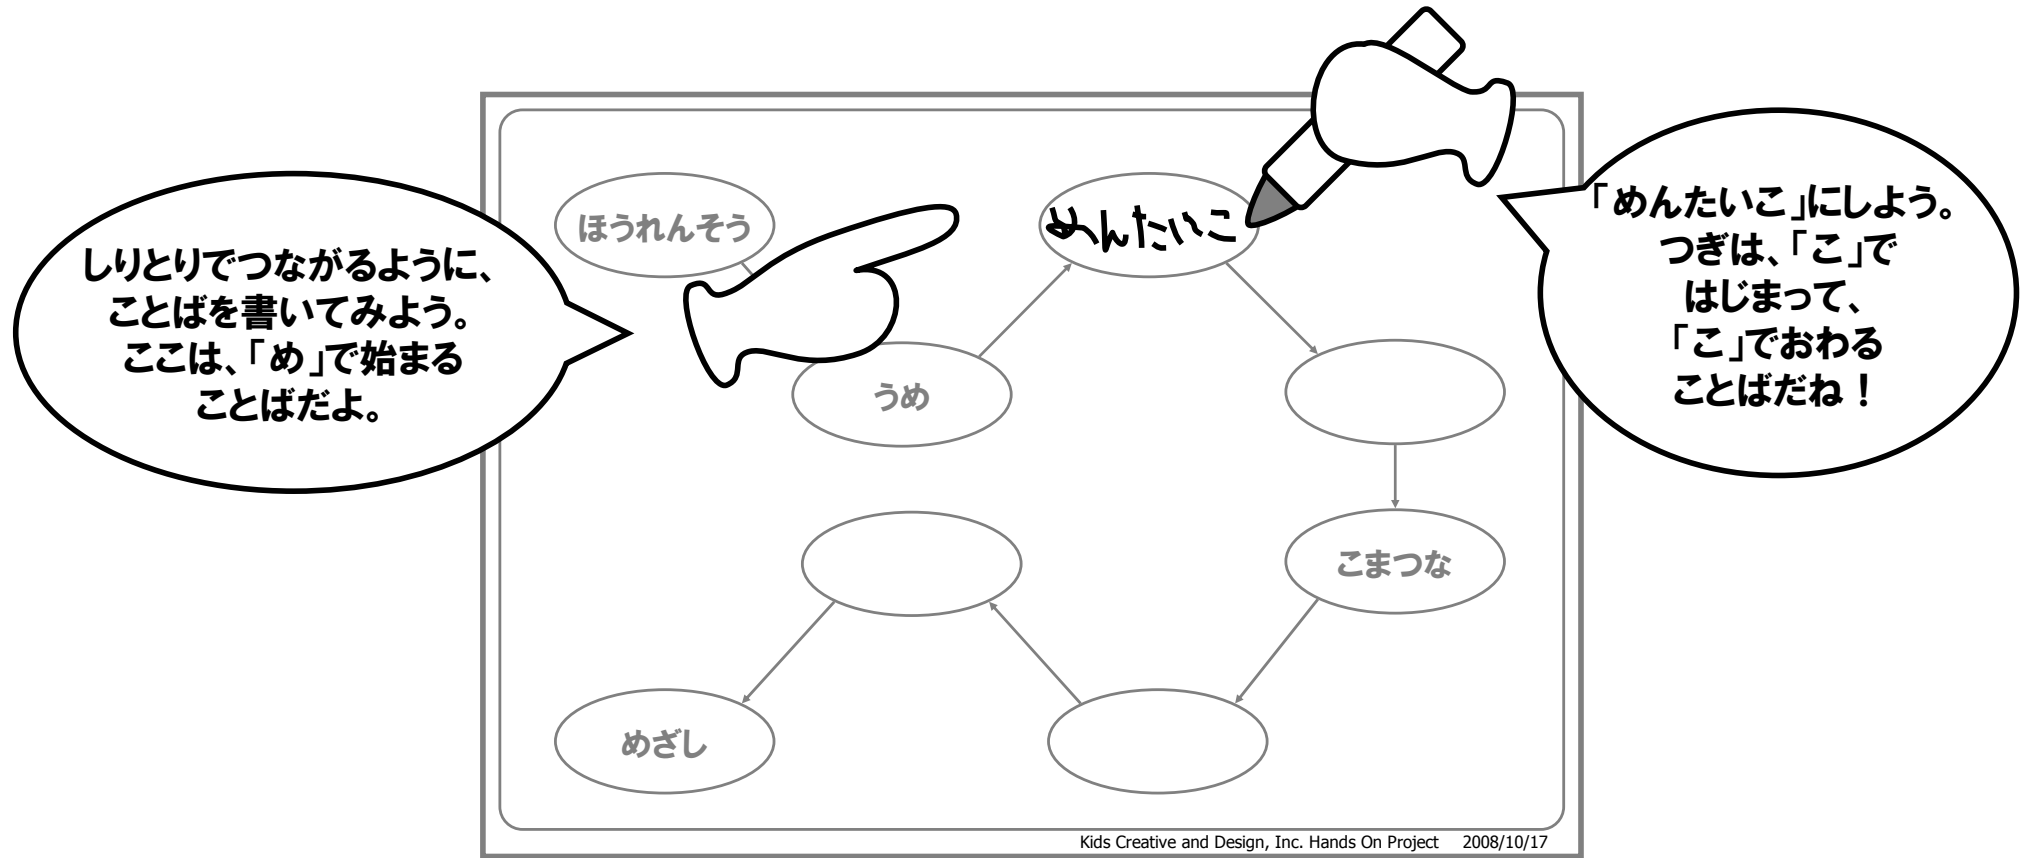 しりとりでつながるように、
ことばを書いてみよう。
ここは、「め」で始まる
ことばだよ。
ほうれんそう
うめ
めんたいこ
「めんたいこ」にしよう。
つぎは、「こ」で
はじまって、
「こ」でおわる
ことばだね！
こまつな
めざし
Kids Creative and Design, Inc. Hands On Project 2008/10/17